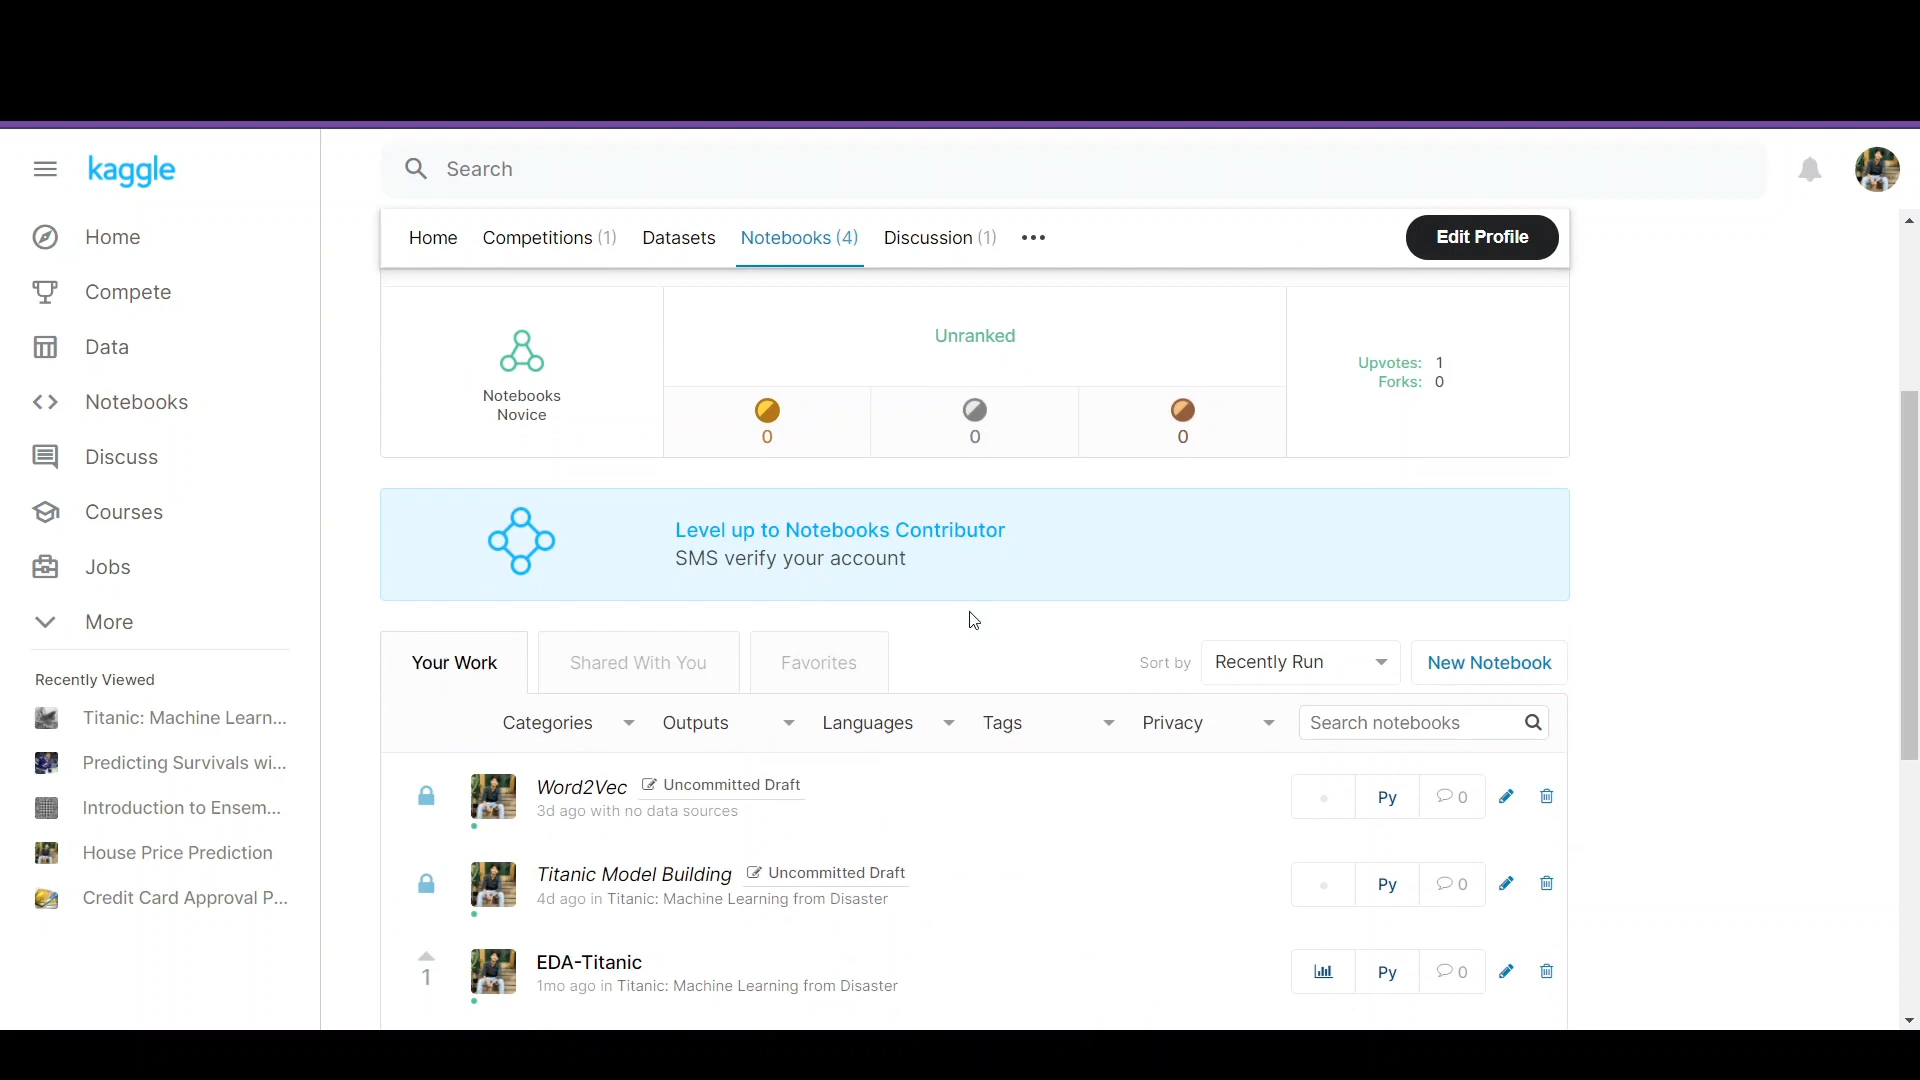 kaggle
Search
Home
Compete
Data
Notebooks
Discuss
Courses
Jobs
More
Recently Viewed
Titanic: Machine Learn...
Predicting Survivals wi...
Introduction to Ensem...
House Price Prediction
Credit Card Approval P...
Home Competitions (1) Datasets Notebooks (4) Discussion (1) ••• Edit Profile
Notebooks
Novice
Unranked
0 0 0
Upvotes: 1
Forks: 0
Level up to Notebooks Contributor
SMS verify your account
Your Work Shared With You Favorites Sort by Recently Run New Notebook
Categories Outputs Languages Tags Privacy Search notebooks
Word2Vec Uncommitted Draft
3d ago with no data sources
Py 0
Titanic Model Building Uncommitted Draft
4d ago in Titanic: Machine Learning from Disaster
Py 0
1
EDA-Titanic
1mo ago in Titanic: Machine Learning from Disaster
Py 0